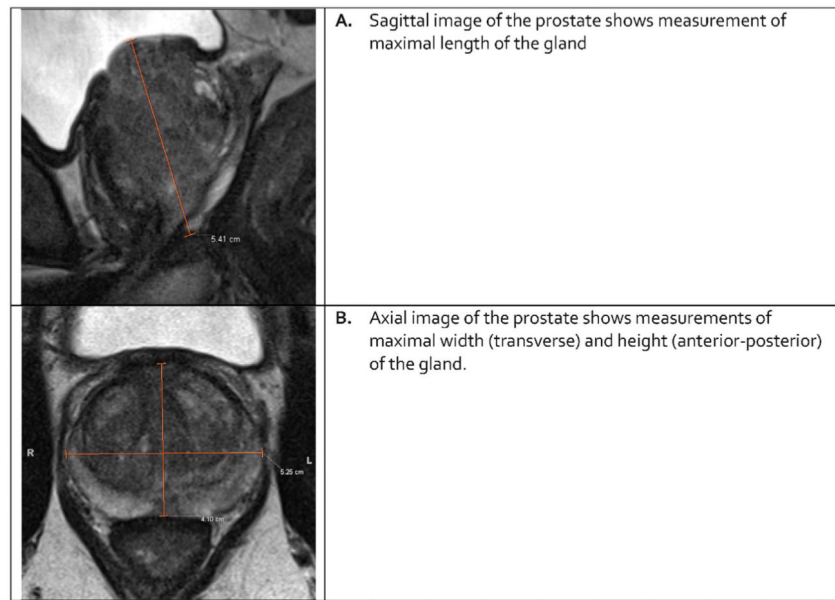 A. Sagittal image of the prostate shows measurement of
maximal length of the gland
5.41 cm
B. Axial image of the prostate shows measurements of
maximal width (transverse) and height (anterior-posterior)
of the gland.
R
L
5.25 cm
4.10 cm